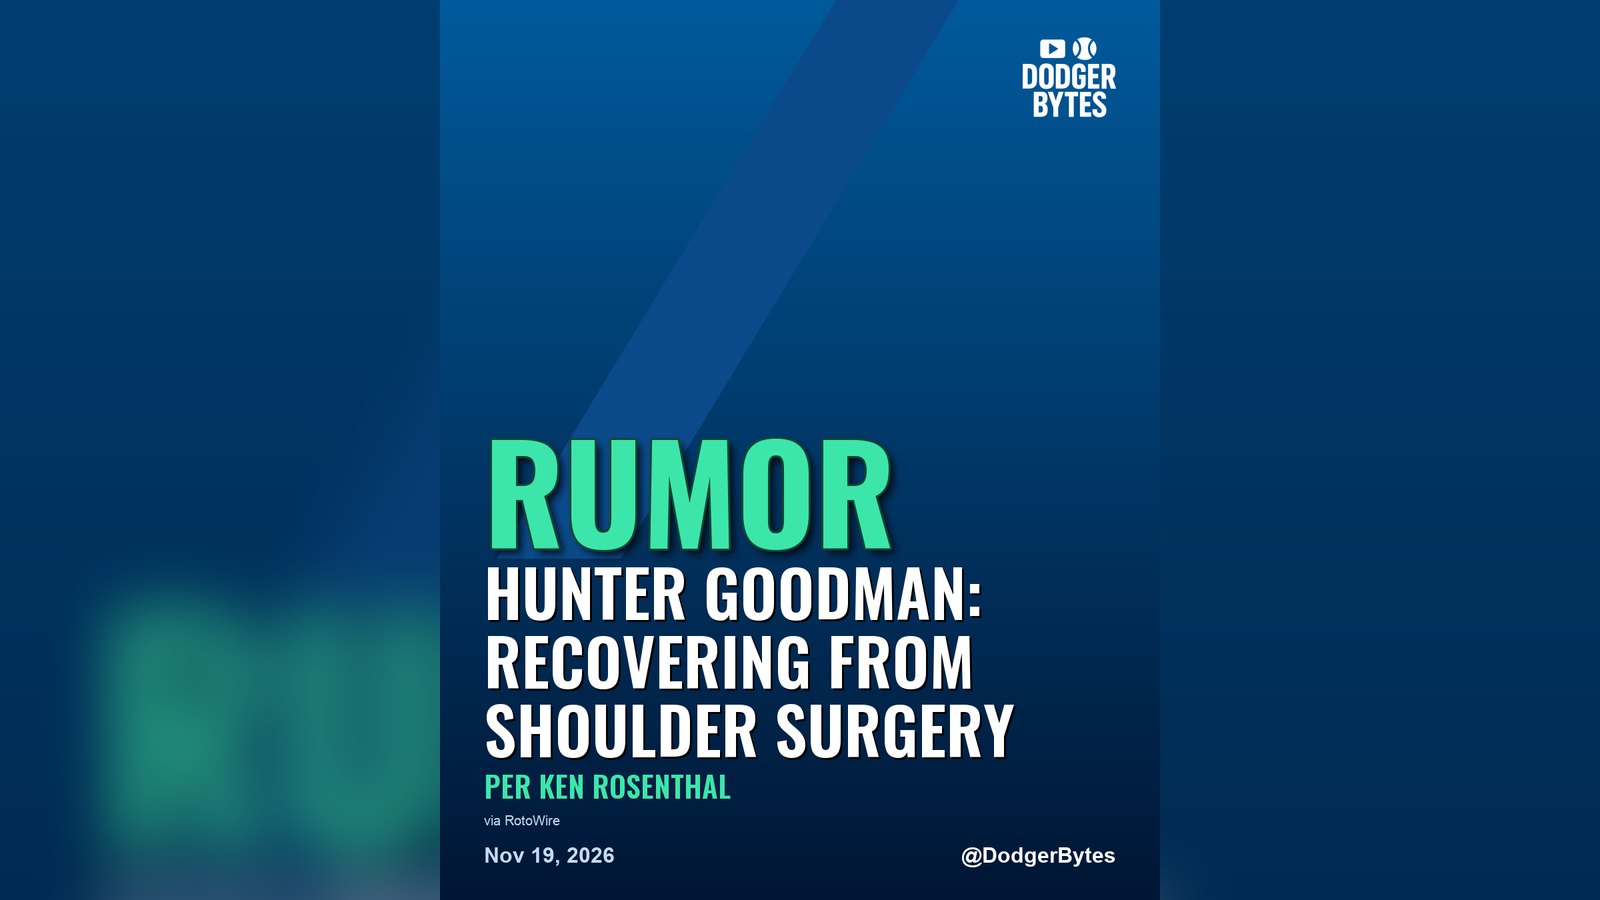 DODGER
BYTES
RUMOR
HUNTER GOODMAN:
RECOVERING FROM
SHOULDER SURGERY
PER KEN ROSENTHAL
via RotoWire
Nov 19, 2026
@DodgerBytes